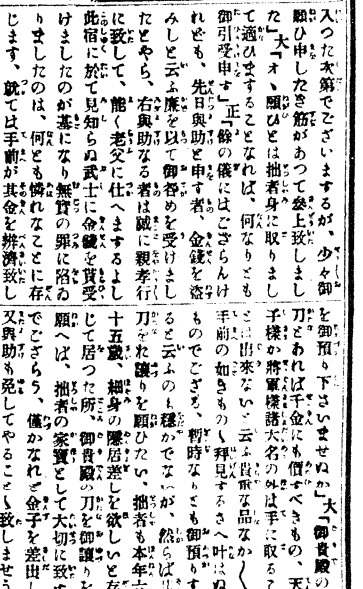 入つた次第でございまするが、少々御
願ひ申したき筋があつて參上致しまし
た」大「オヽ願ひとは拙者身に取りまし
て適ひますることなれば、何なりとも
御引受申す」正「餘の儀にはござらんけ
れども、先日與助と申す者、金錢を盜
みしと云ふ廉を以て御咎めを受けまし
たとやら、右與助なる者は誠に親孝行
に致して、能く老父に仕へまするよし
此宿に於て見知らぬ武士に金錢を貰受
けましたのが基になり無實の罪に陷ゐ
りましたのは、何とも憐れなことに存
じます、就ては手前が其金を辨濟致し
を御預り下さいませぬか」大「御貴殿の
刀とあれば千金にも價すべきもの、天
子樣か將軍樣諸大名の外は手に取るこ
とは出來ないと云ふ貴重な品なか〱
手前の如きもの〻拜見するさへ叶はぬ
ものでござる、暫時なりとも御預りす
ると云ふのも穩かでないが、然らば
刀をお讓りを願ひたい、拙者も本年六
十五歲、細身の隱居差しを欲しいと存
じて居つた所、御貴殿の刀を御讓りを
願へば、拙者の家寶として大切に致す
でござらう、僅かなれど金子を差出し
又與助も免してやること〻致しませう